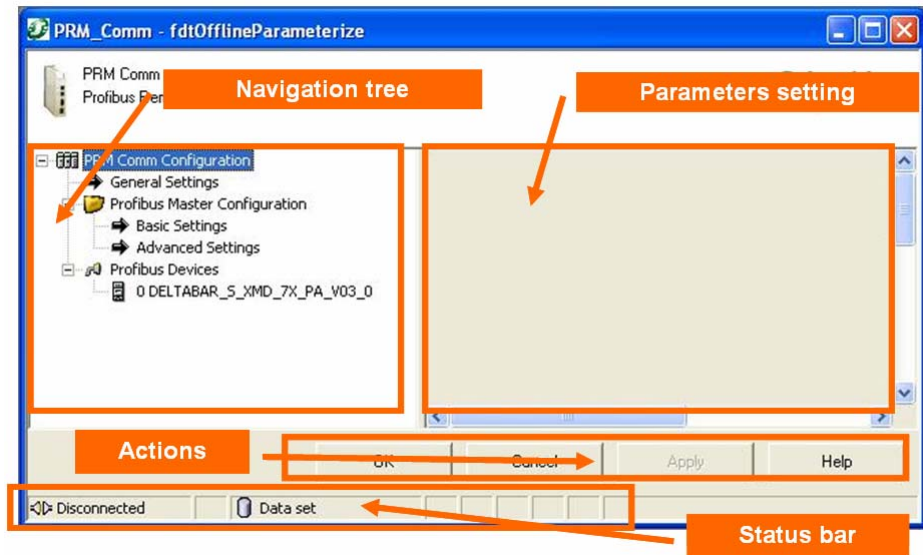 PRM_Comm - fdtOfflineParameterize
PRM Comm
Profibus
Navigation tree
Parameters setting
PRM Comm Configuration
General Settings
Profibus Master Configuration
Basic Settings
Advanced Settings
Profibus Devices
0 DELTABAR_S_XMD_7X_PA_V03_0
Actions
OK
Cancel
Apply
Help
Disconnected
Data set
Status bar